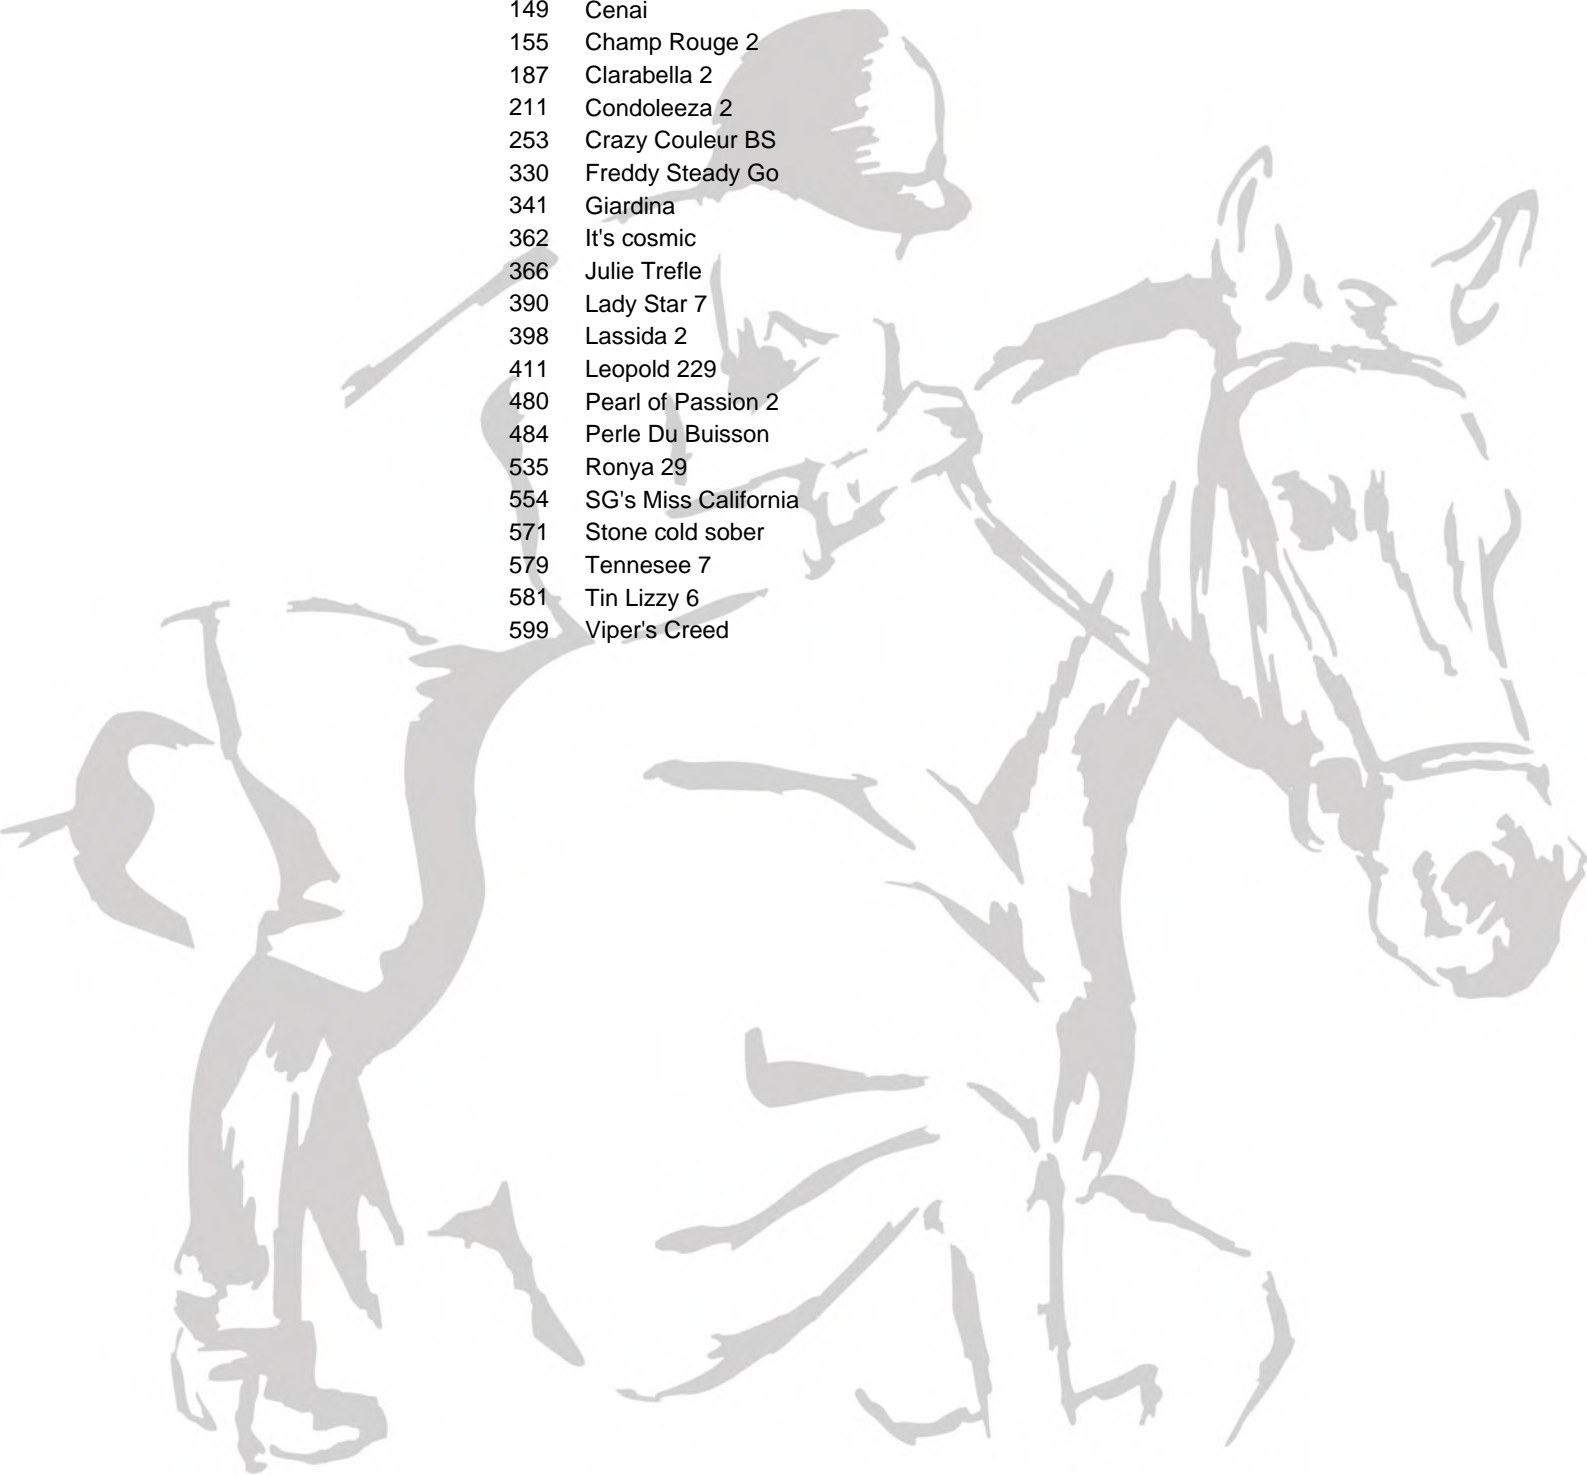 149 Cenai
155 Champ Rouge 2
187 Clarabella 2
211 Condoleeza 2
253 Crazy Couleur BS
330 Freddy Steady Go
341 Giardina
362 It's cosmic
366 Julie Trefle
390 Lady Star 7
398 Lassida 2
411 Leopold 229
480 Pearl of Passion 2
484 Perle Du Buisson
535 Ronya 29
554 SG's Miss California
571 Stone cold sober
579 Tennesee 7
581 Tin Lizzy 6
599 Viper's Creed